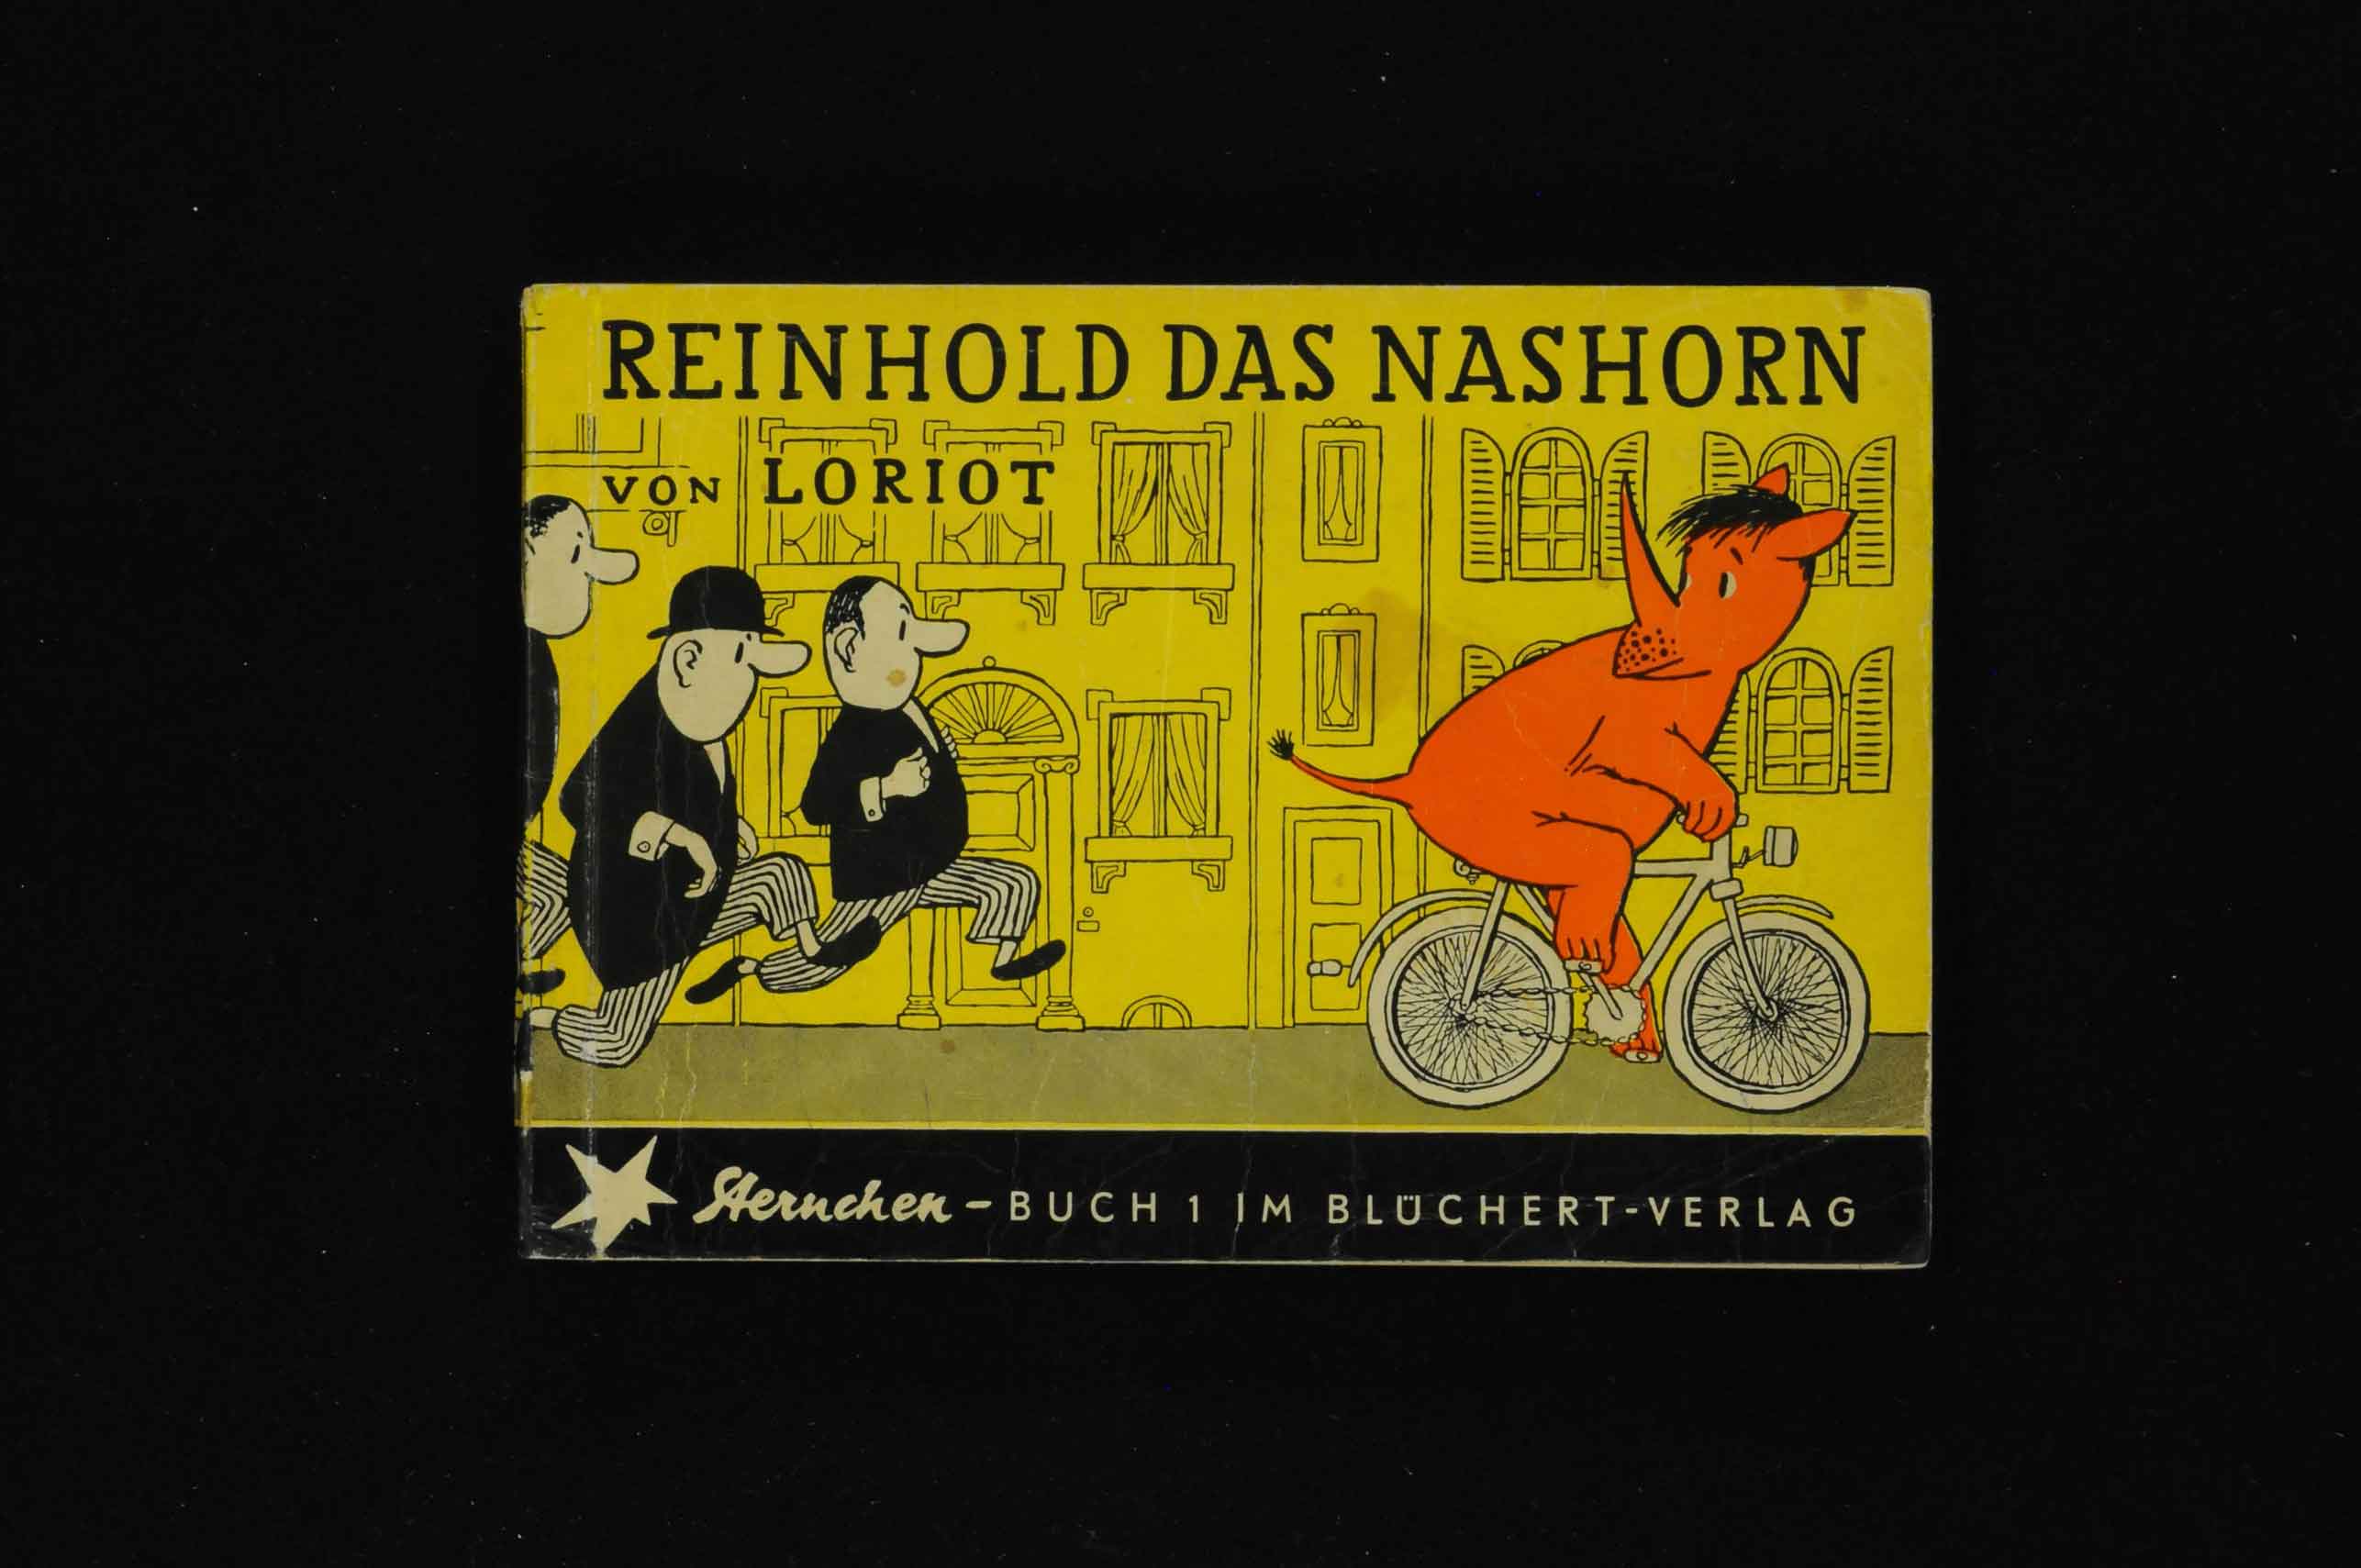 REINHOLD DAS NASHORN
VON LORIOT
Sternchen - BUCH 1 IM BLÜCHERT-VERLAG